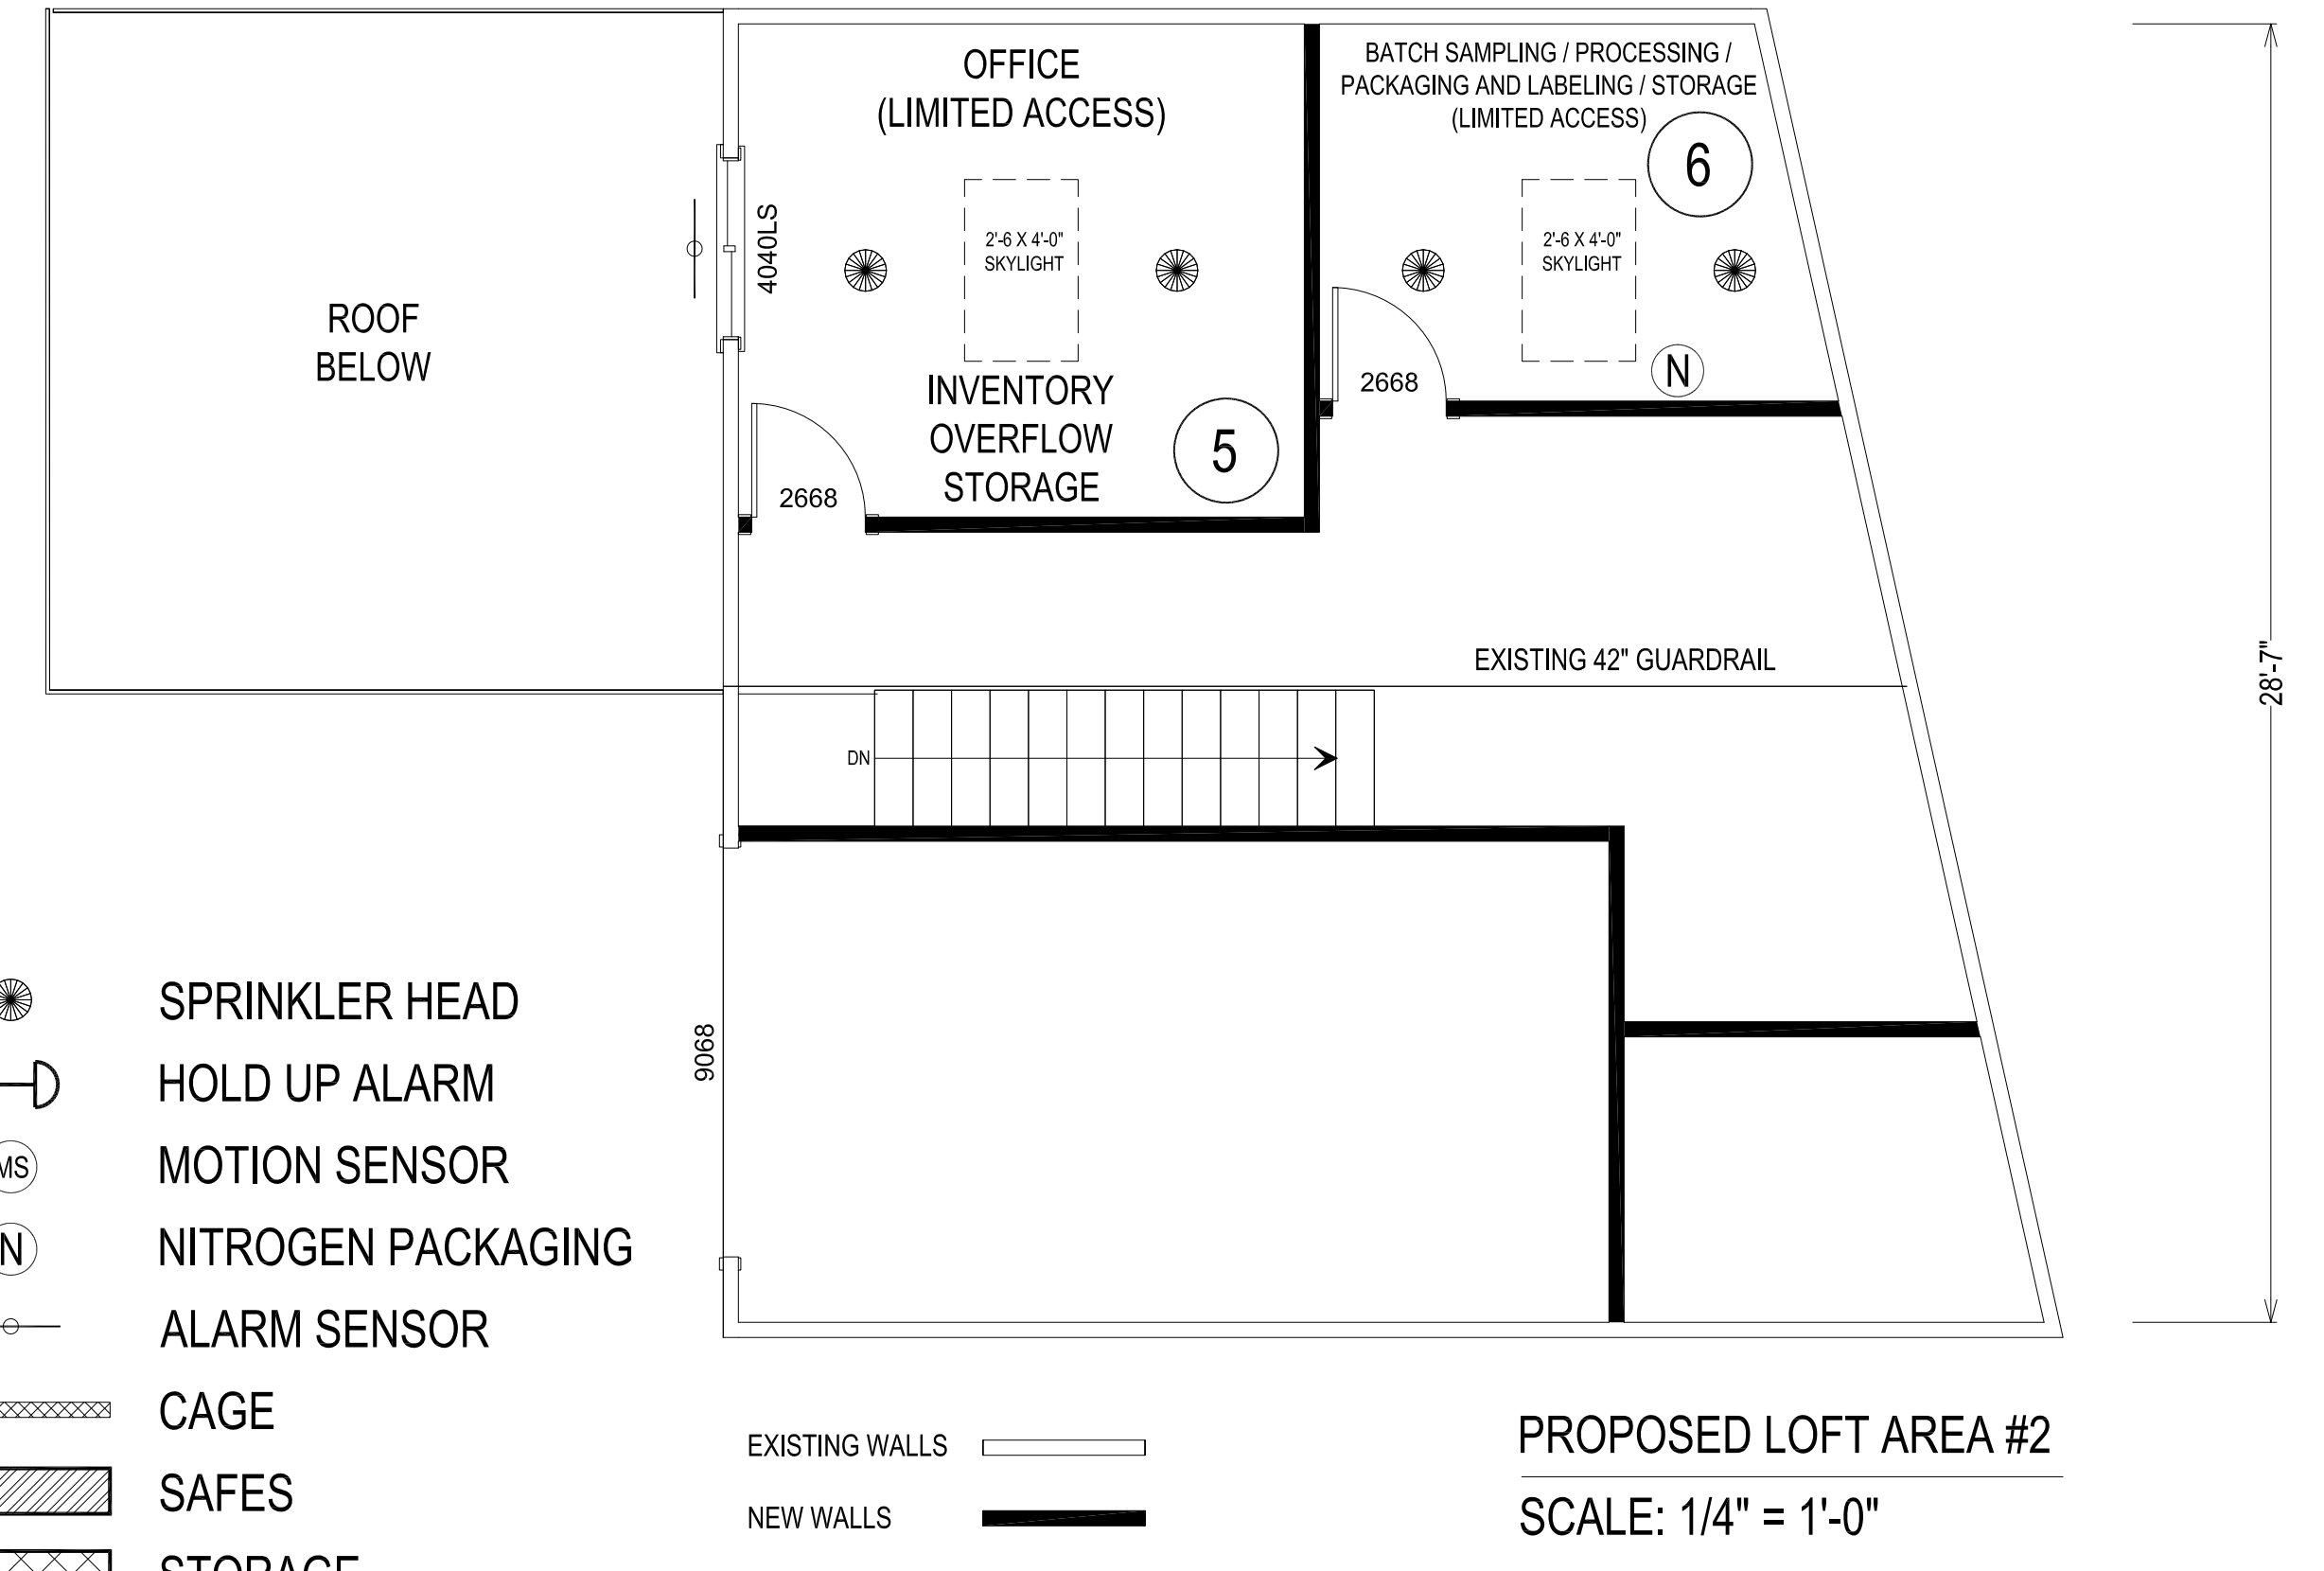 OFFICE
(LIMITED ACCESS)
BATCH SAMPLING / PROCESSING /
PACKAGING AND LABELING / STORAGE
(LIMITED ACCESS)
6
4040LS
2'-6 X 4'-0"
SKYLIGHT
2'-6 X 4'-0"
SKYLIGHT
ROOF
BELOW
N
2668
INVENTORY
OVERFLOW
STORAGE
5
2668
EXISTING 42" GUARDRAIL
28'-7"
DN
9068
SPRINKLER HEAD
HOLD UP ALARM
MS
MOTION SENSOR
N
NITROGEN PACKAGING
ALARM SENSOR
CAGE
SAFES
STORAGE
EXISTING WALLS
NEW WALLS
PROPOSED LOFT AREA #2
SCALE: 1/4" = 1'-0"